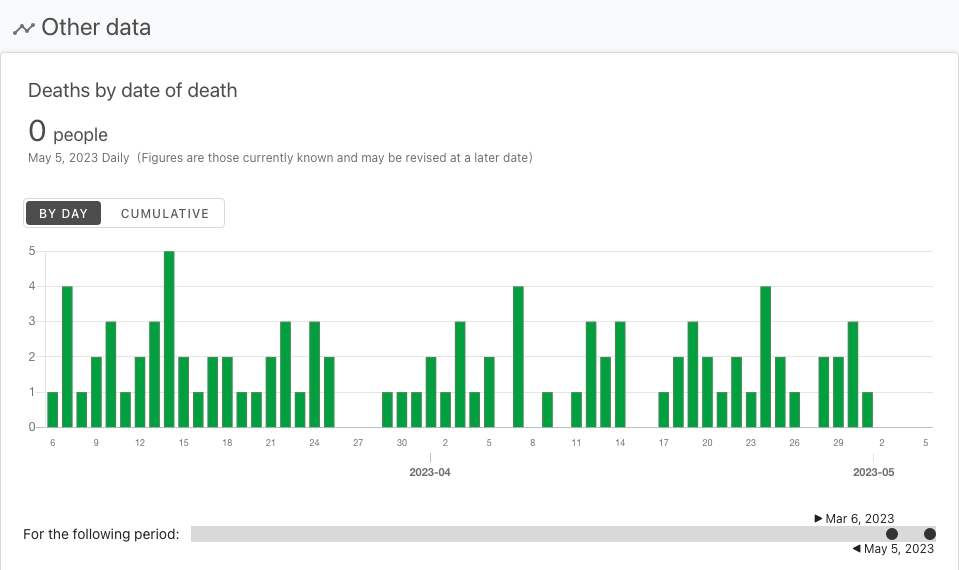 Other data
Deaths by date of death
0 people
May 5, 2023 Daily (Figures are those currently known and may be revised at a later date)
BY DAY CUMULATIVE
5
4
3
2
1
0
6 9 12 15 18 21 24 27 30 2 5 8 11 14 17 20 23 26 29 2 5
2023-04 2023-05
▶ Mar 6, 2023
For the following period:
◀ May 5, 2023